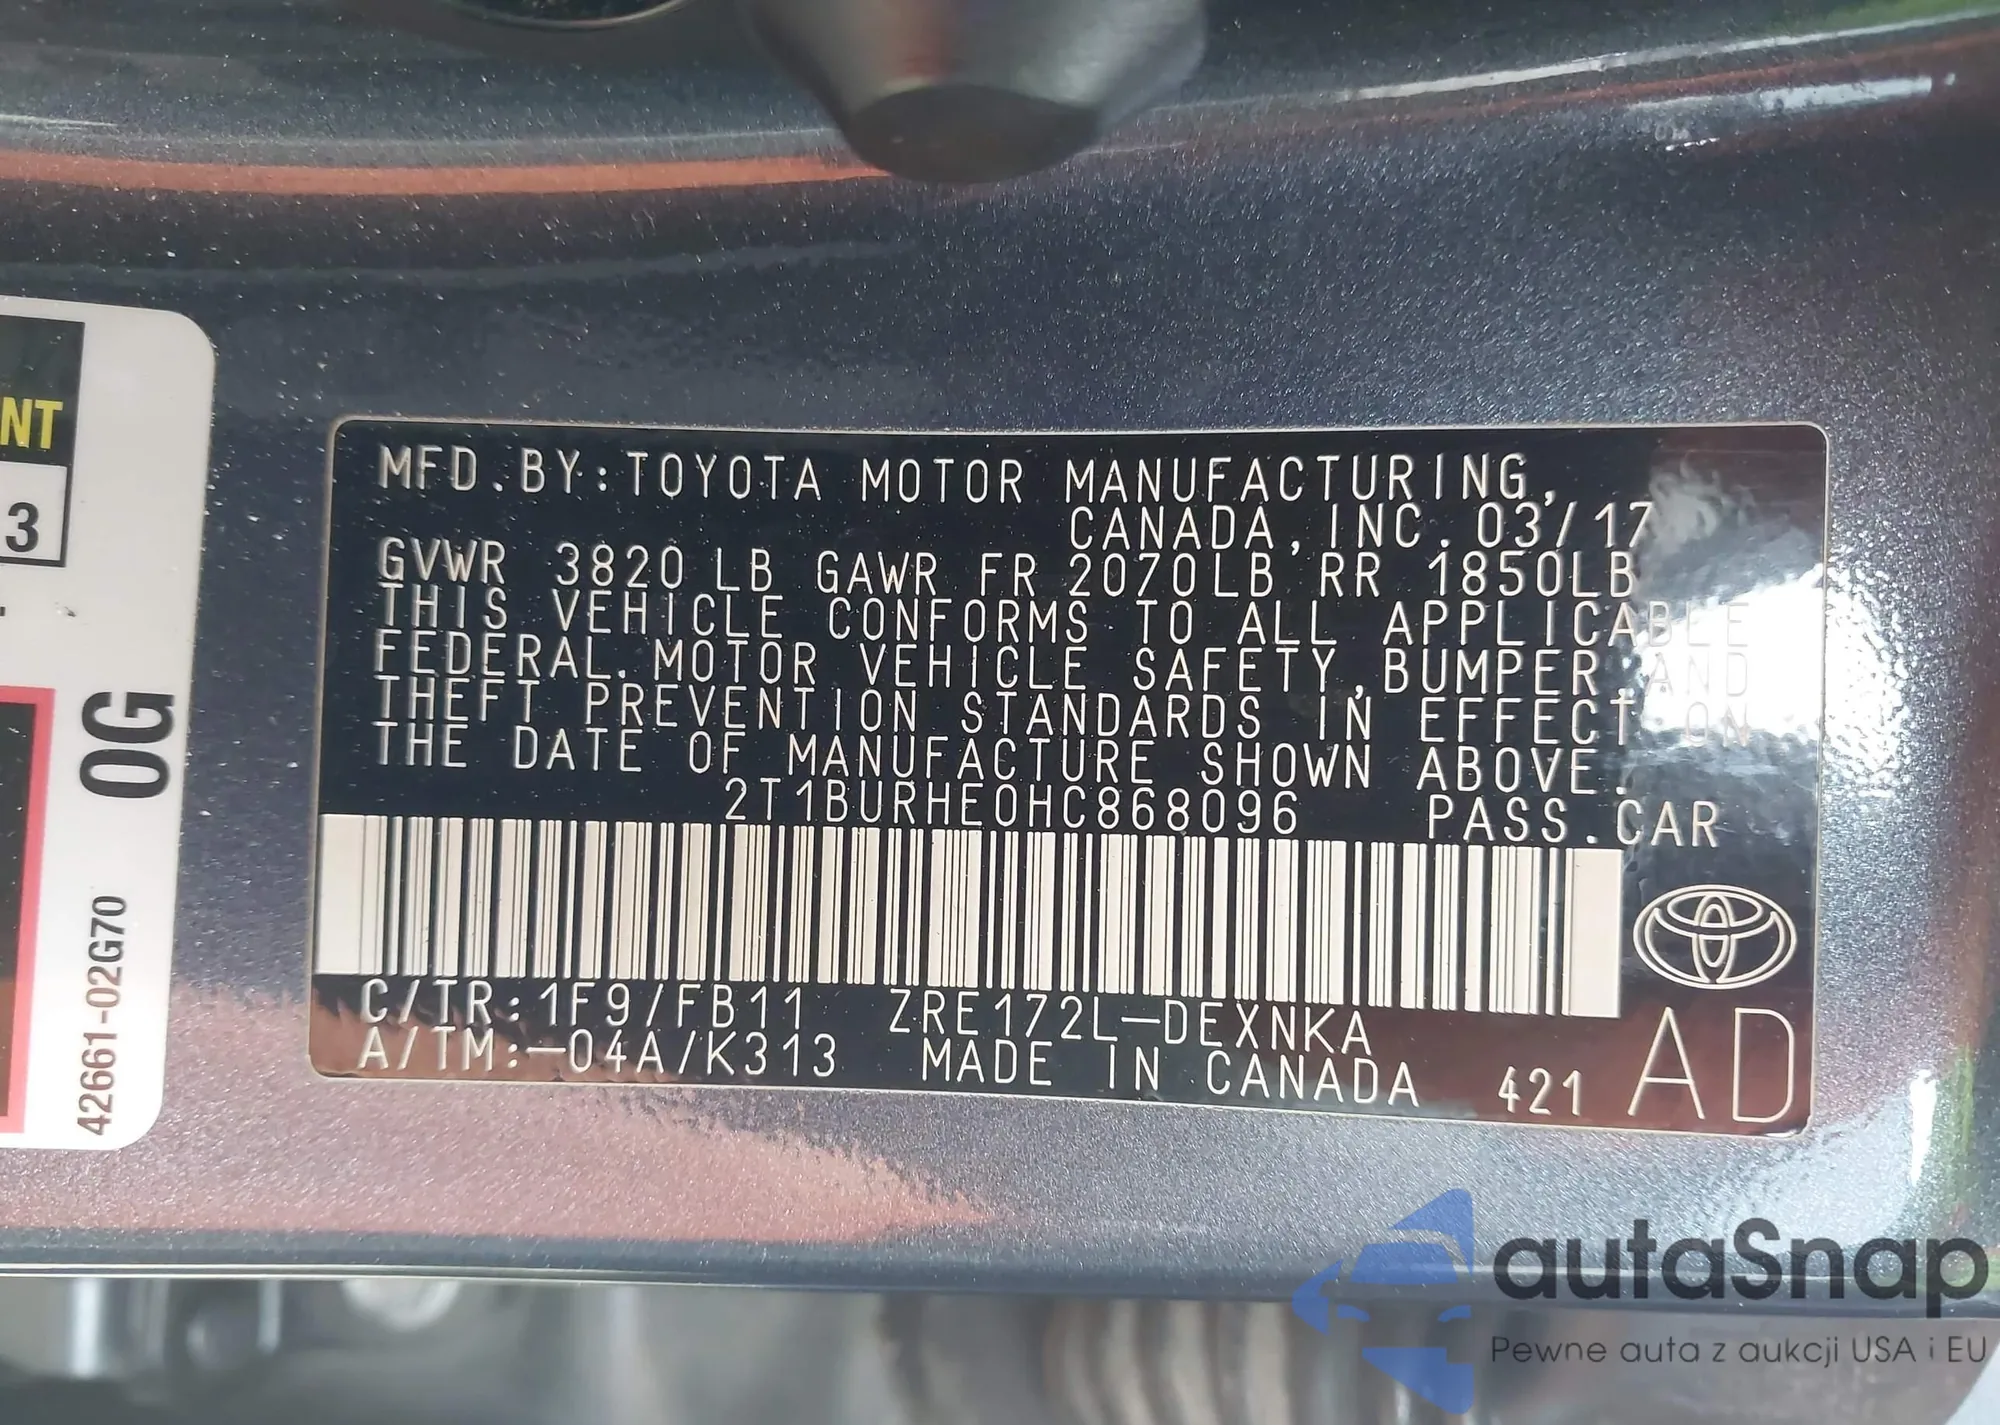 NT
3
0G
42661-02G70
MFD.BY:TOYOTA MOTOR MANUFACTURING,
CANADA, INC. 03/17
GVWR 3820 LB GAWR FR 2070LB RR 1850LB
THIS VEHICLE CONFORMS TO ALL APPLICABLE
FEDERAL.MOTOR VEHICLE SAFETY,BUMPER,AND
THEFT PREVENTION STANDARDS IN EFFECT ON
THE DATE OF MANUFACTURE SHOWN ABOVE.
2T1BURHE0HC868096 PASS.CAR
C/TR:1F9/FB11 ZRE172L-DEXNKA
A/TM:-04A/K313 MADE IN CANADA 421 AD
autaSnap
Pewne auta z aukcji USA i EU